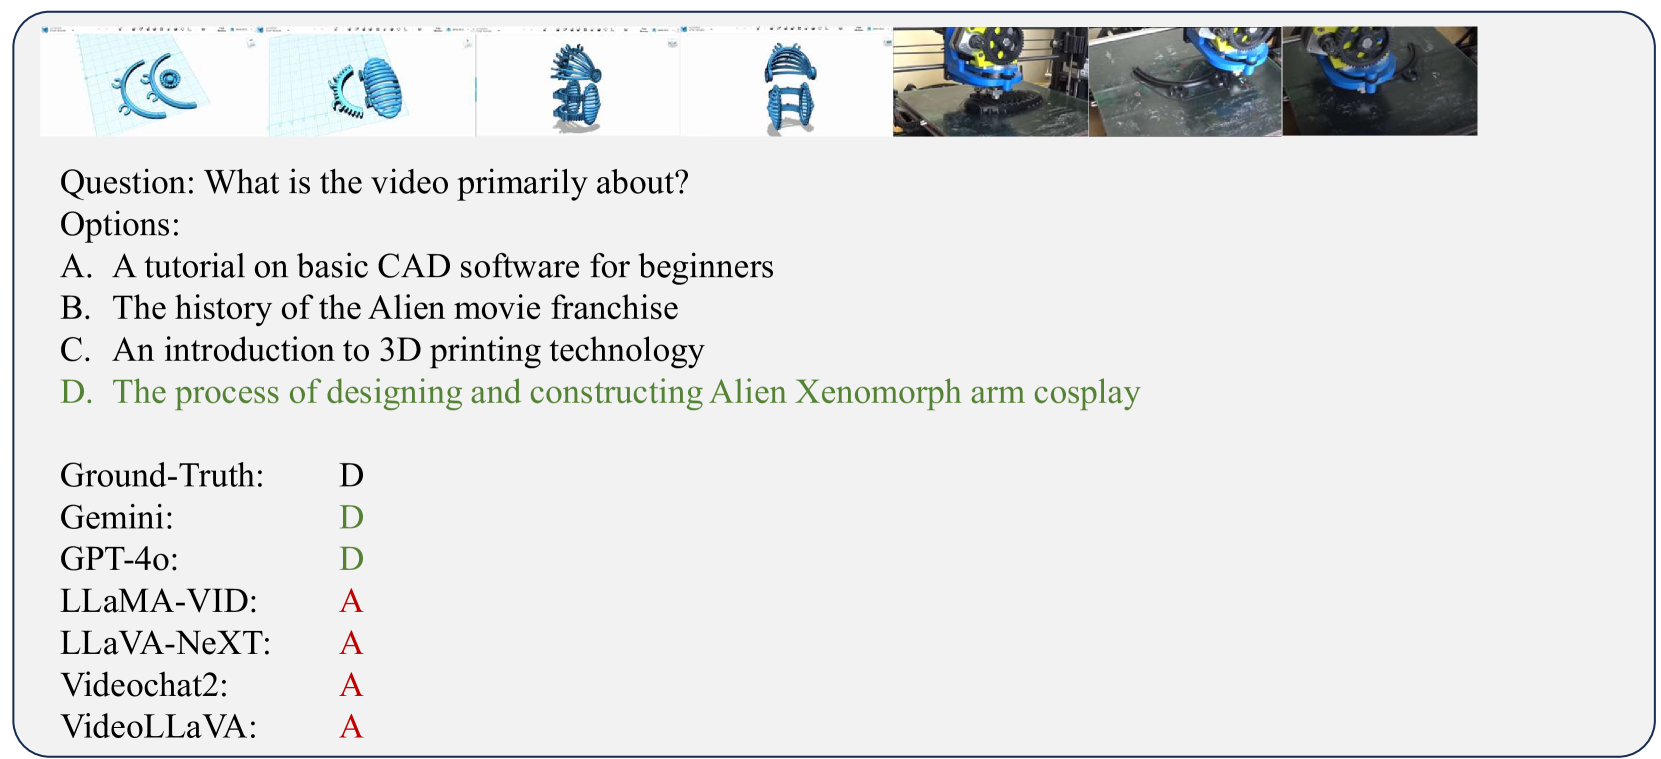 Question: What is the video primarily about?
Options:
A. A tutorial on basic CAD software for beginners
B. The history of the Alien movie franchise
C. An introduction to 3D printing technology
D. The process of designing and constructing Alien Xenomorph arm cosplay
Ground-Truth: D
Gemini: D
GPT-4o: D
LLaMA-VID: A
LLaVA-NeXT: A
Videochat2: A
VideoLLaVA: A